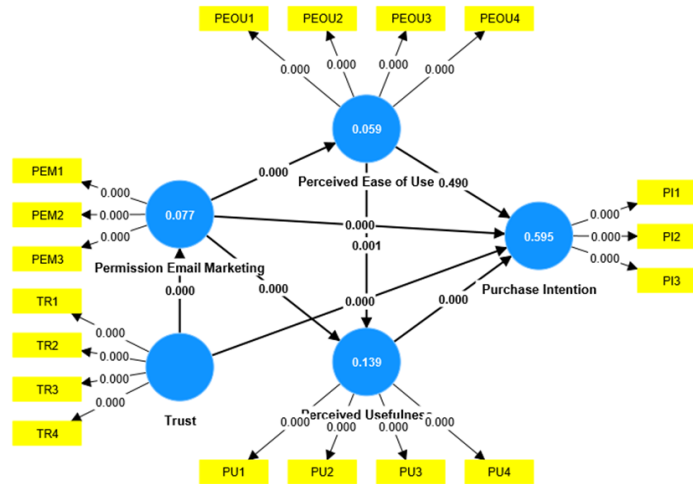 PEOU1 PEOU2 PEOU3 PEOU4
0.000 0.000 0.000 0.000
0.059
Perceived Ease of Use
0.490
PEM1
PEM2
PEM3
0.000
0.000
0.000
0.077
Permission Email Marketing
0.000
0.000
0.001
0.000
0.000
0.000
0.000
0.595
Purchase Intention
0.000
0.000
0.000
PI1
PI2
PI3
TR1
TR2
TR3
TR4
0.000
0.000
0.000
0.000
Trust
0.139
Perceived Usefulness
0.000 0.000 0.000 0.000
PU1 PU2 PU3 PU4